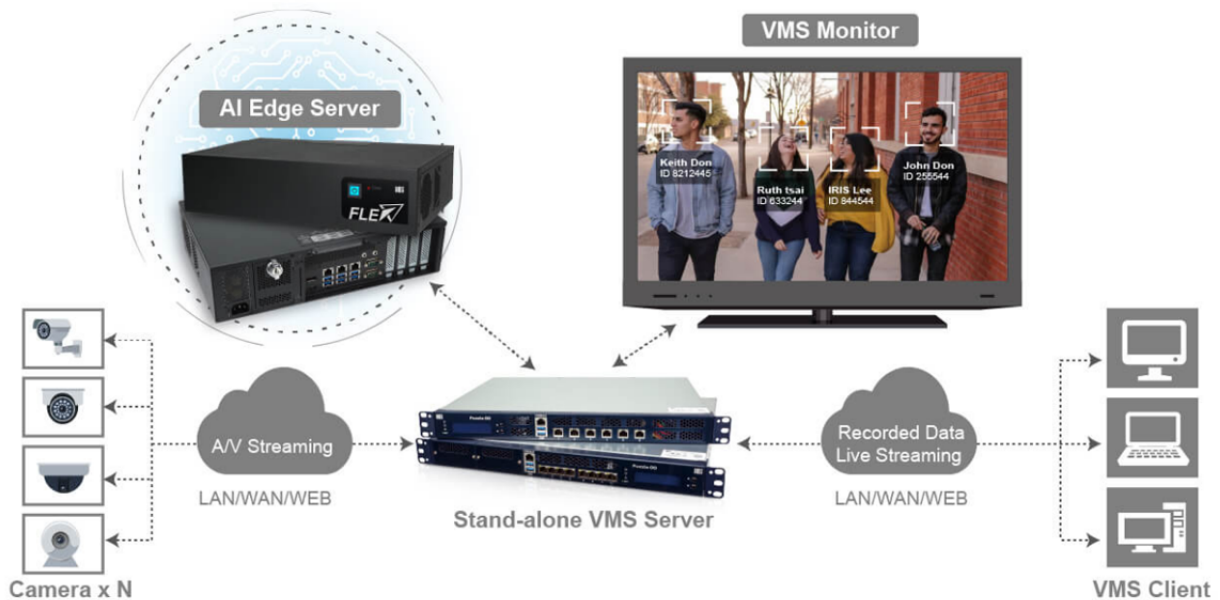 VMS Monitor
AI Edge Server
FLEX
Keith Don
ID 8212445
Ruth tsai
ID 633244
IRIS Lee
ID 844544
John Don
ID 255544
A/V Streaming
LAN/WAN/WEB
Recorded Data
Live Streaming
LAN/WAN/WEB
Stand-alone VMS Server
Camera x N
VMS Client